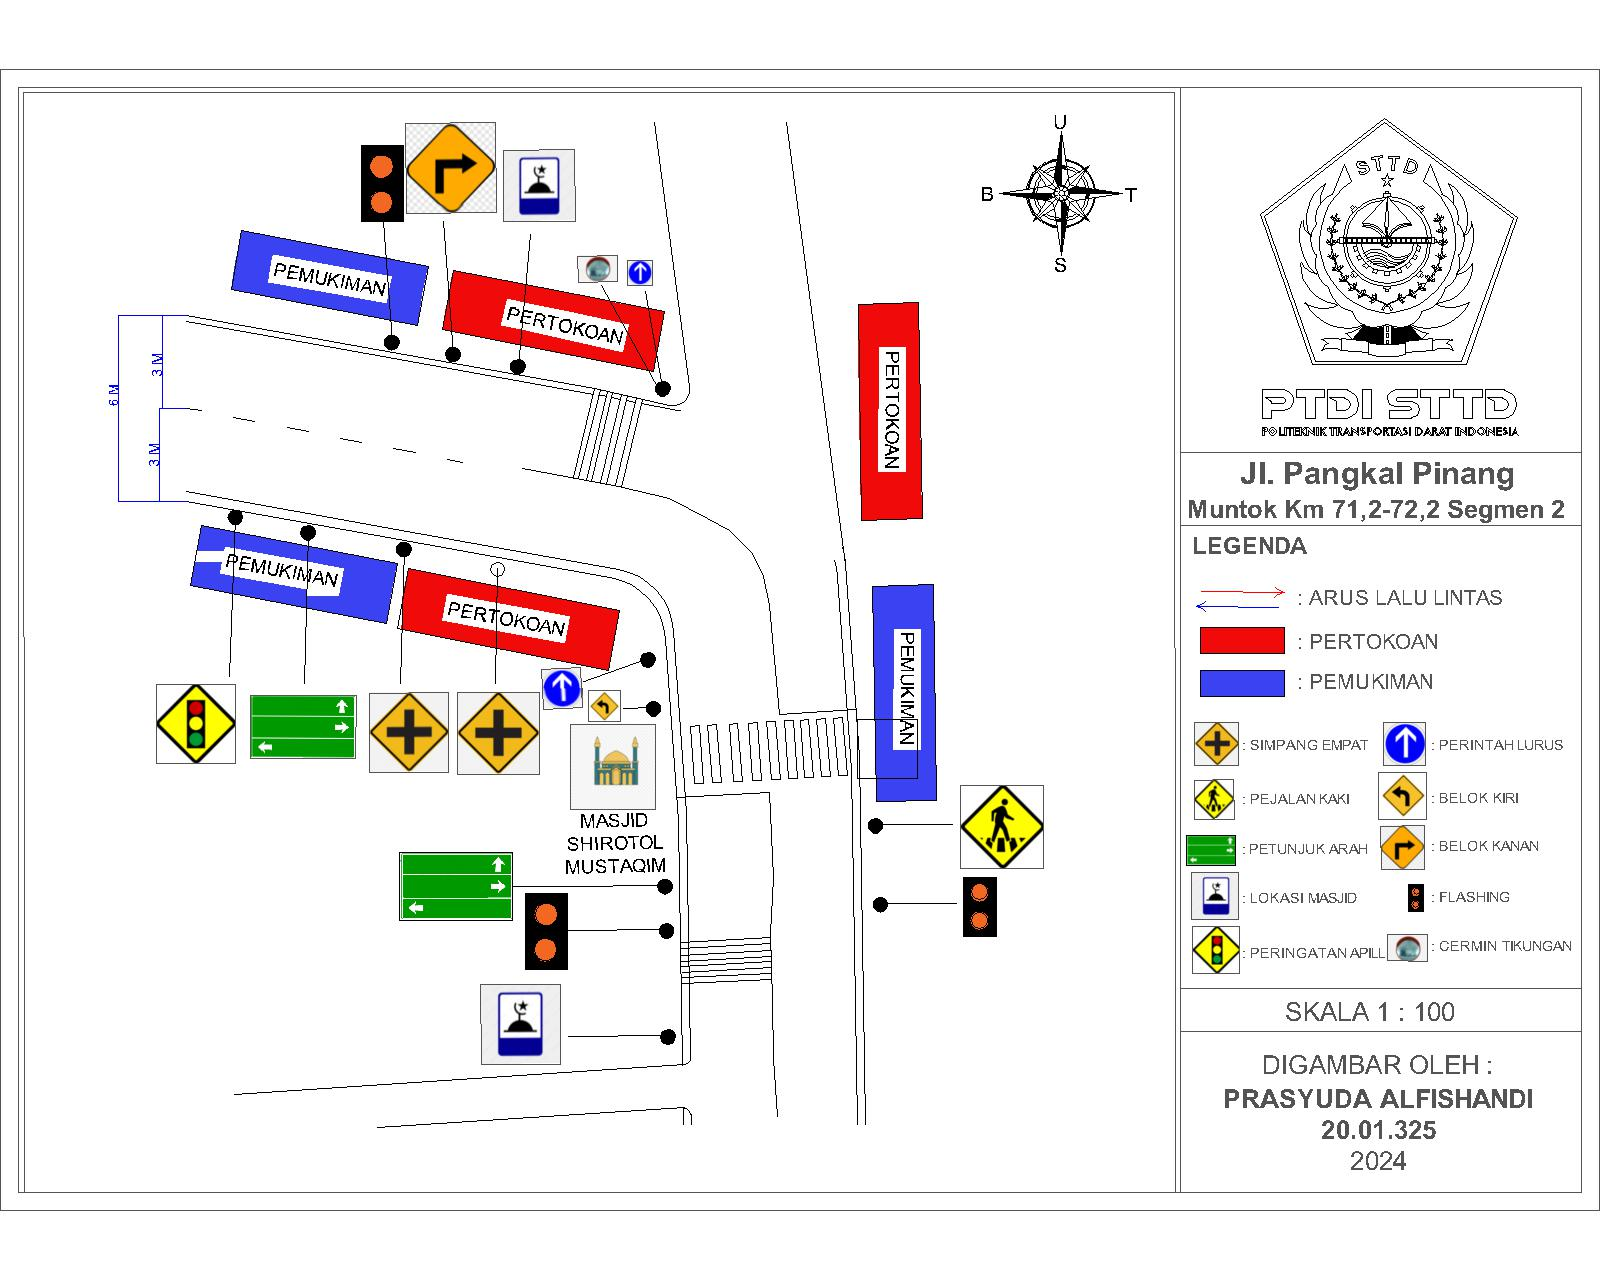 U
B
T
S
PEMUKIMAN
PERTOKOAN
3 M
6 M
3 M
PERTOKOAN
PEMUKIMAN
PERTOKOAN
PEMUKIMAN
MASJID
SHIROTOL
MUSTAQIM
STTD
PTDI STTD
POLITEKNIK TRANSPORTASI DARAT INDONESIA
Jl. Pangkal Pinang
Muntok Km 71,2-72,2 Segmen 2
LEGENDA
: ARUS LALU LINTAS
: PERTOKOAN
: PEMUKIMAN
: SIMPANG EMPAT
: PERINTAH LURUS
: PEJALAN KAKI
: BELOK KIRI
: PETUNJUK ARAH
: BELOK KANAN
: LOKASI MASJID
: FLASHING
: PERINGATAN APILL
: CERMIN TIKUNGAN
SKALA 1 : 100
DIGAMBAR OLEH :
PRASYUDA ALFISHANDI
20.01.325
2024